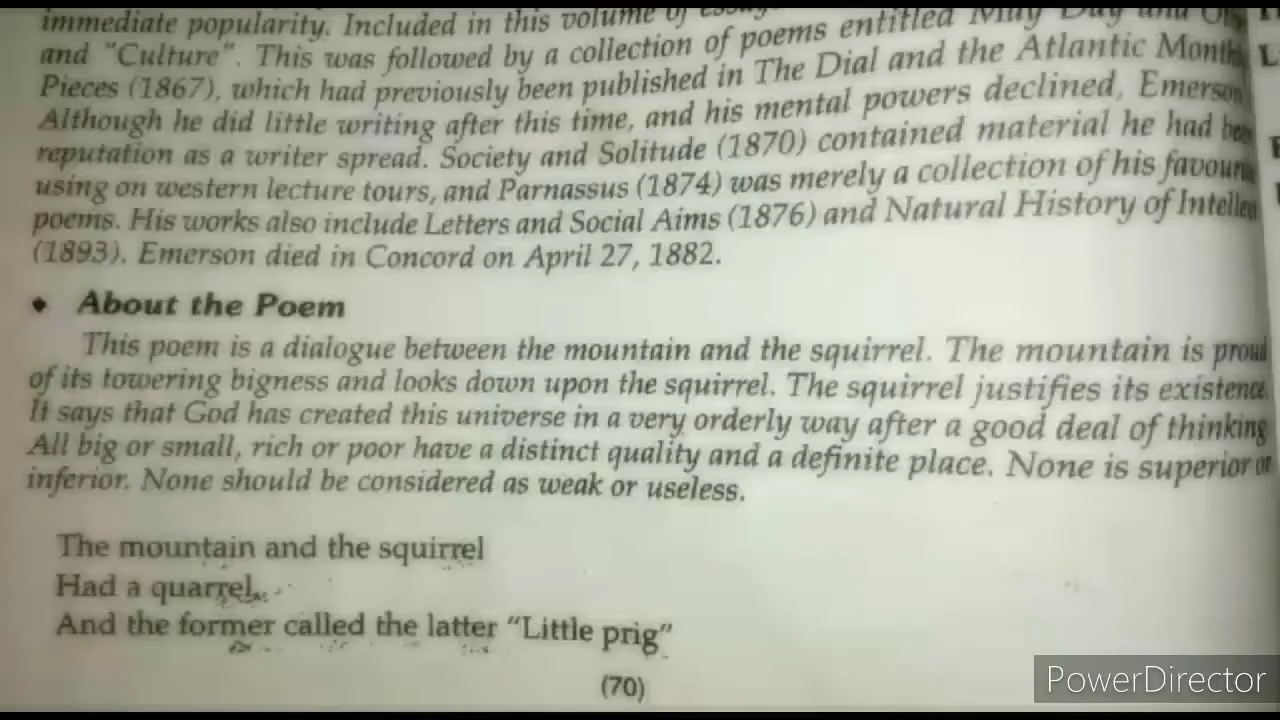 immediate popularity. Included in this volume of essays
and "Culture". This was followed by a collection of poems entitled May Day and
Pieces (1867), which had previously been published in The Dial and the Atlantic
Although he did little writing after this time, and his mental powers declined, Emerson
reputation as a writer spread. Society and Solitude (1870) contained material he had
using on western lecture tours, and Parnassus (1874) was merely a collection of his
poems. His works also include Letters and Social Aims (1876) and Natural History of
(1893). Emerson died in Concord on April 27, 1882.
• About the Poem
This poem is a dialogue between the mountain and the squirrel. The mountain is proud
of its towering bigness and looks down upon the squirrel. The squirrel justifies its existence.
It says that God has created this universe in a very orderly way after a good deal of thinking
All big or small, rich or poor have a distinct quality and a definite place. None is superior or
inferior. None should be considered as weak or useless.
The mountain and the squirrel
Had a quarrel,
And the former called the latter “Little prig”
(70)
PowerDirector